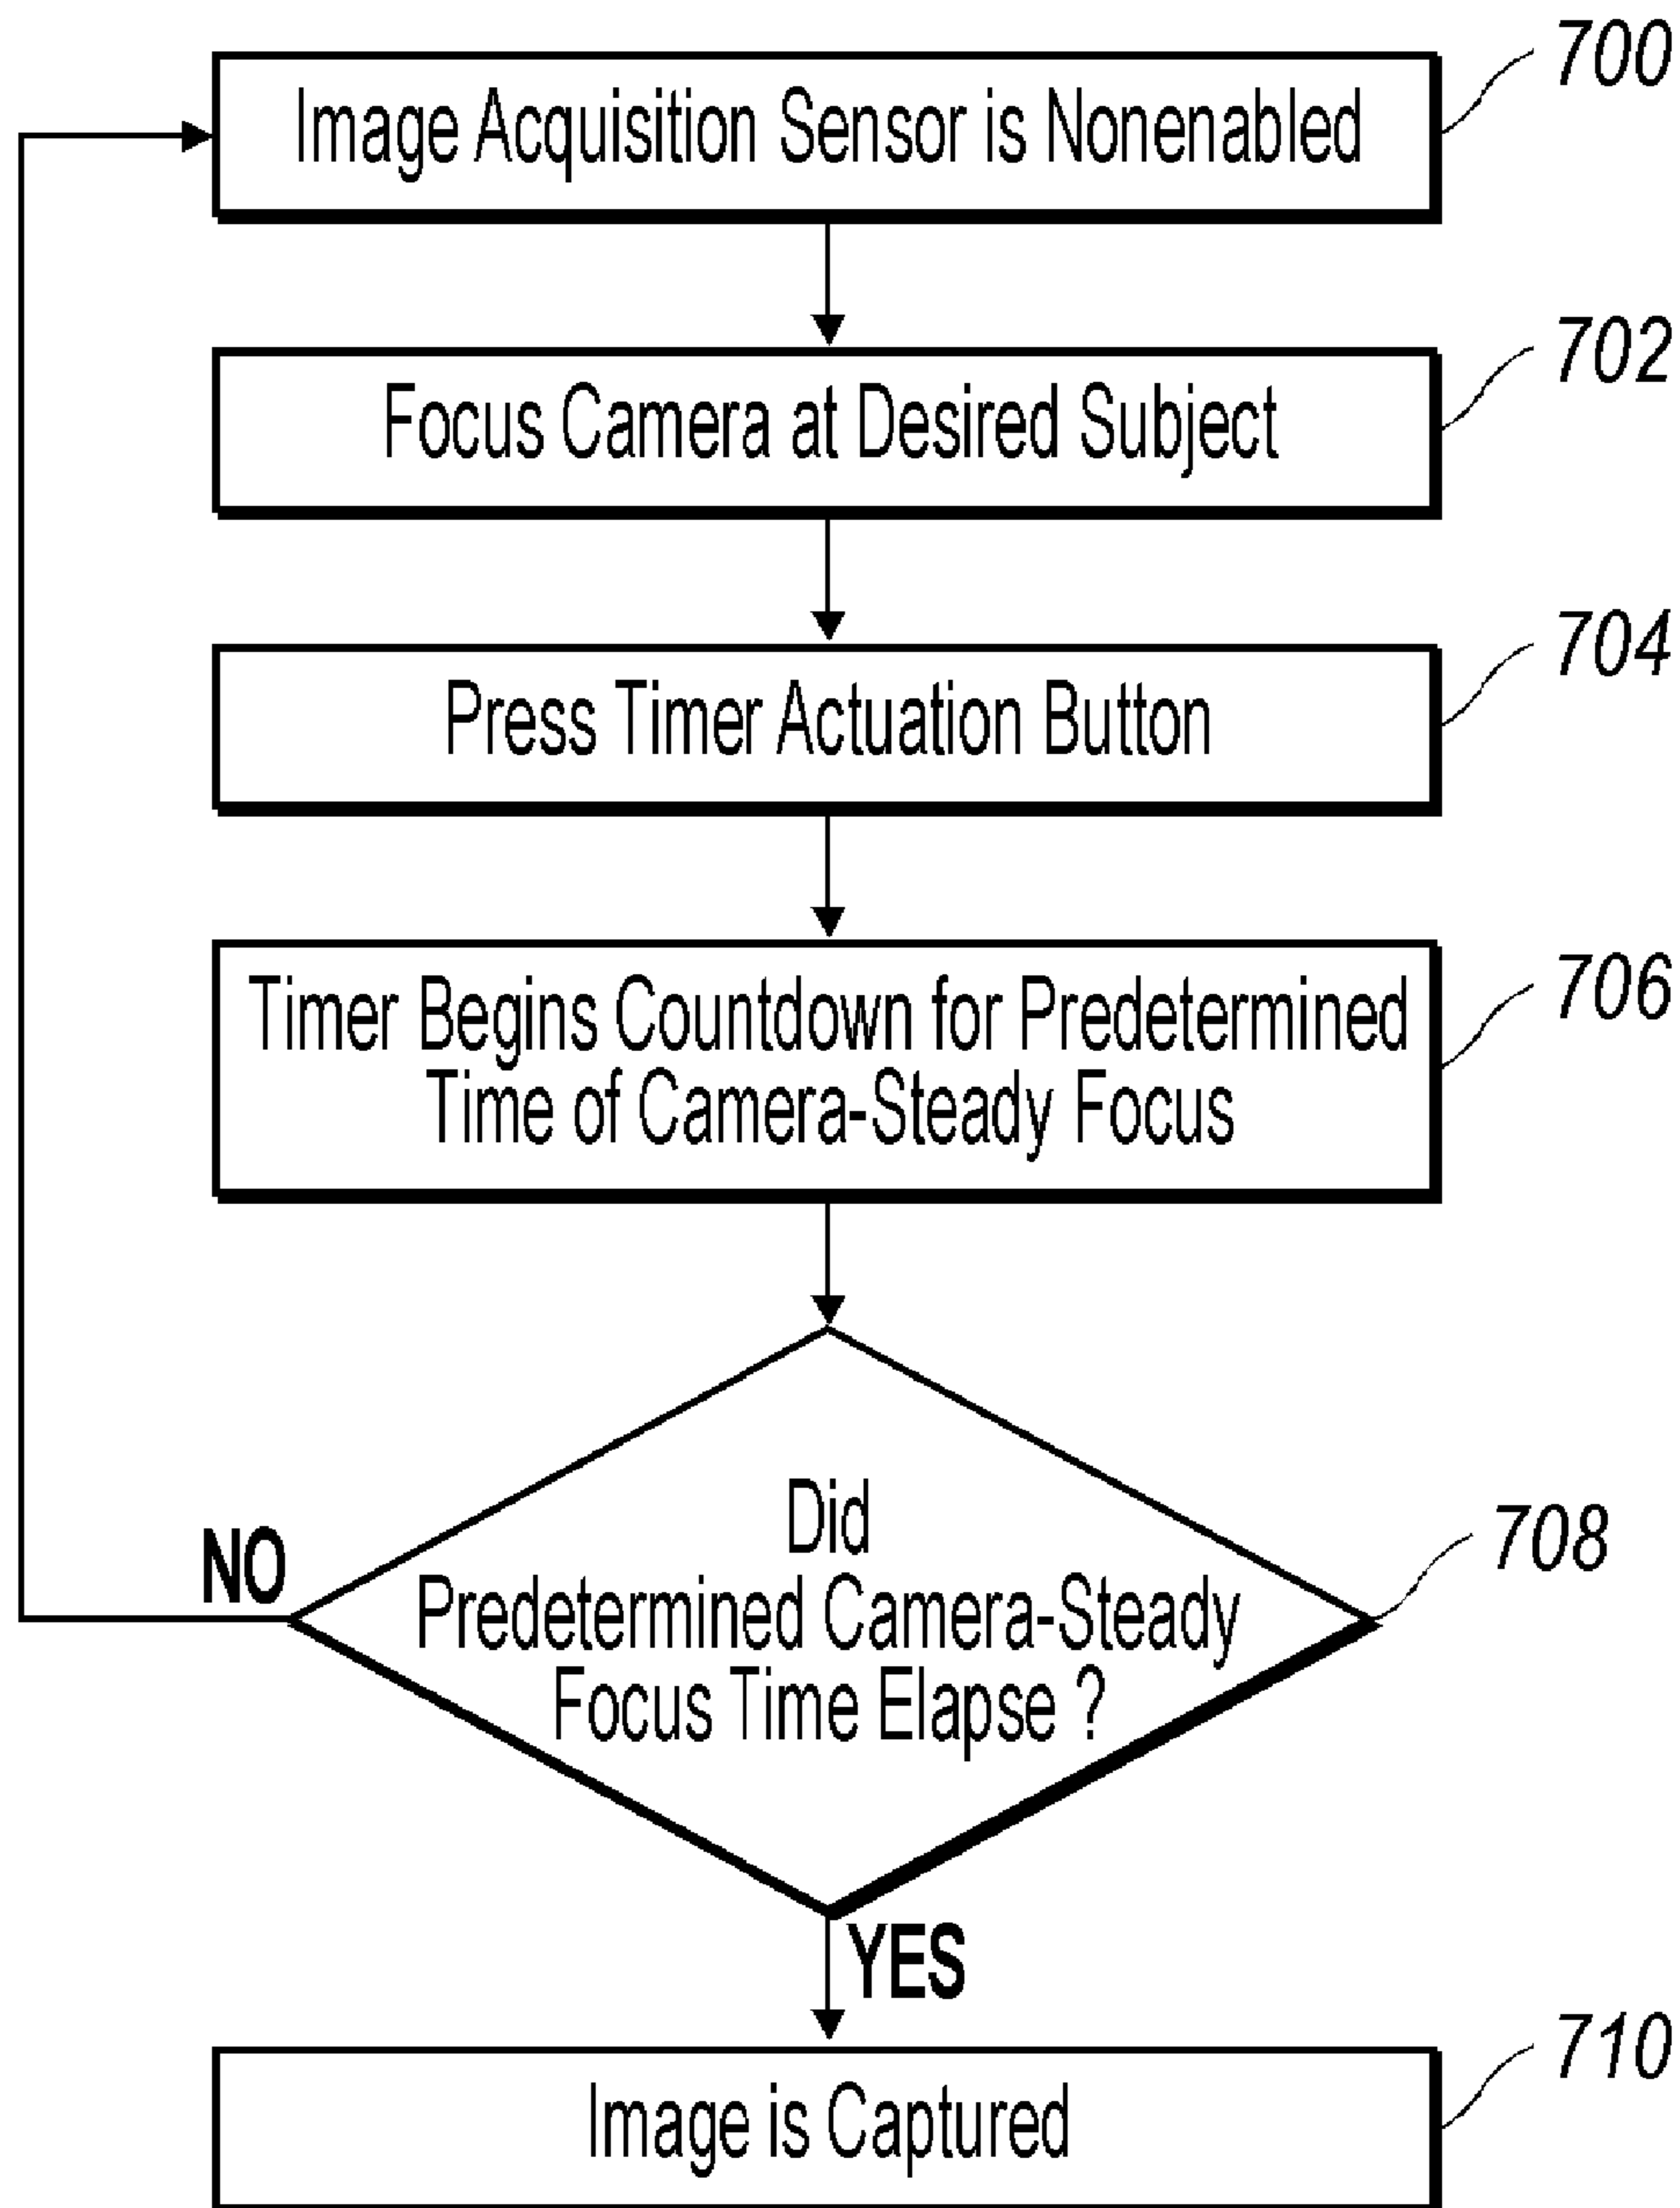 700
Image Acquisition Sensor is Nonenabled
702
Focus Camera at Desired Subject
704
Press Timer Actuation Button
706
Timer Begins Countdown for Predetermined
Time of Camera-Steady Focus
708
Did
Predetermined Camera-Steady
Focus Time Elapse ?
NO
YES
710
Image is Captured